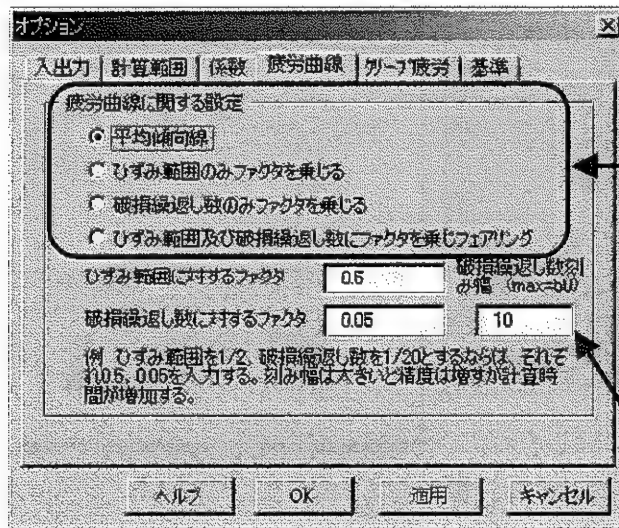 オプション
入出力 計算範囲 係数 疲労曲線 クリープ疲労 基準
疲労曲線に関する設定
平均傾向線
ひずみ範囲のみファクタを乗じる
破損繰返し数のみファクタを乗じる
ひずみ範囲及び破損繰返し数にファクタを乗じフェアリング
ひずみ範囲に対するファクタ 0.5 破損繰返し数刻
み幅 (max=50)
破損繰返し数に対するファクタ 0.05 10
例 ひずみ範囲を1/2、破損繰返し数を1/20とするならば、それぞ
れ0.5, 0.05を入力する。刻み幅は大きいと精度は増すが計算時
間が増加する。
ヘルプ OK 適用 キャンセル